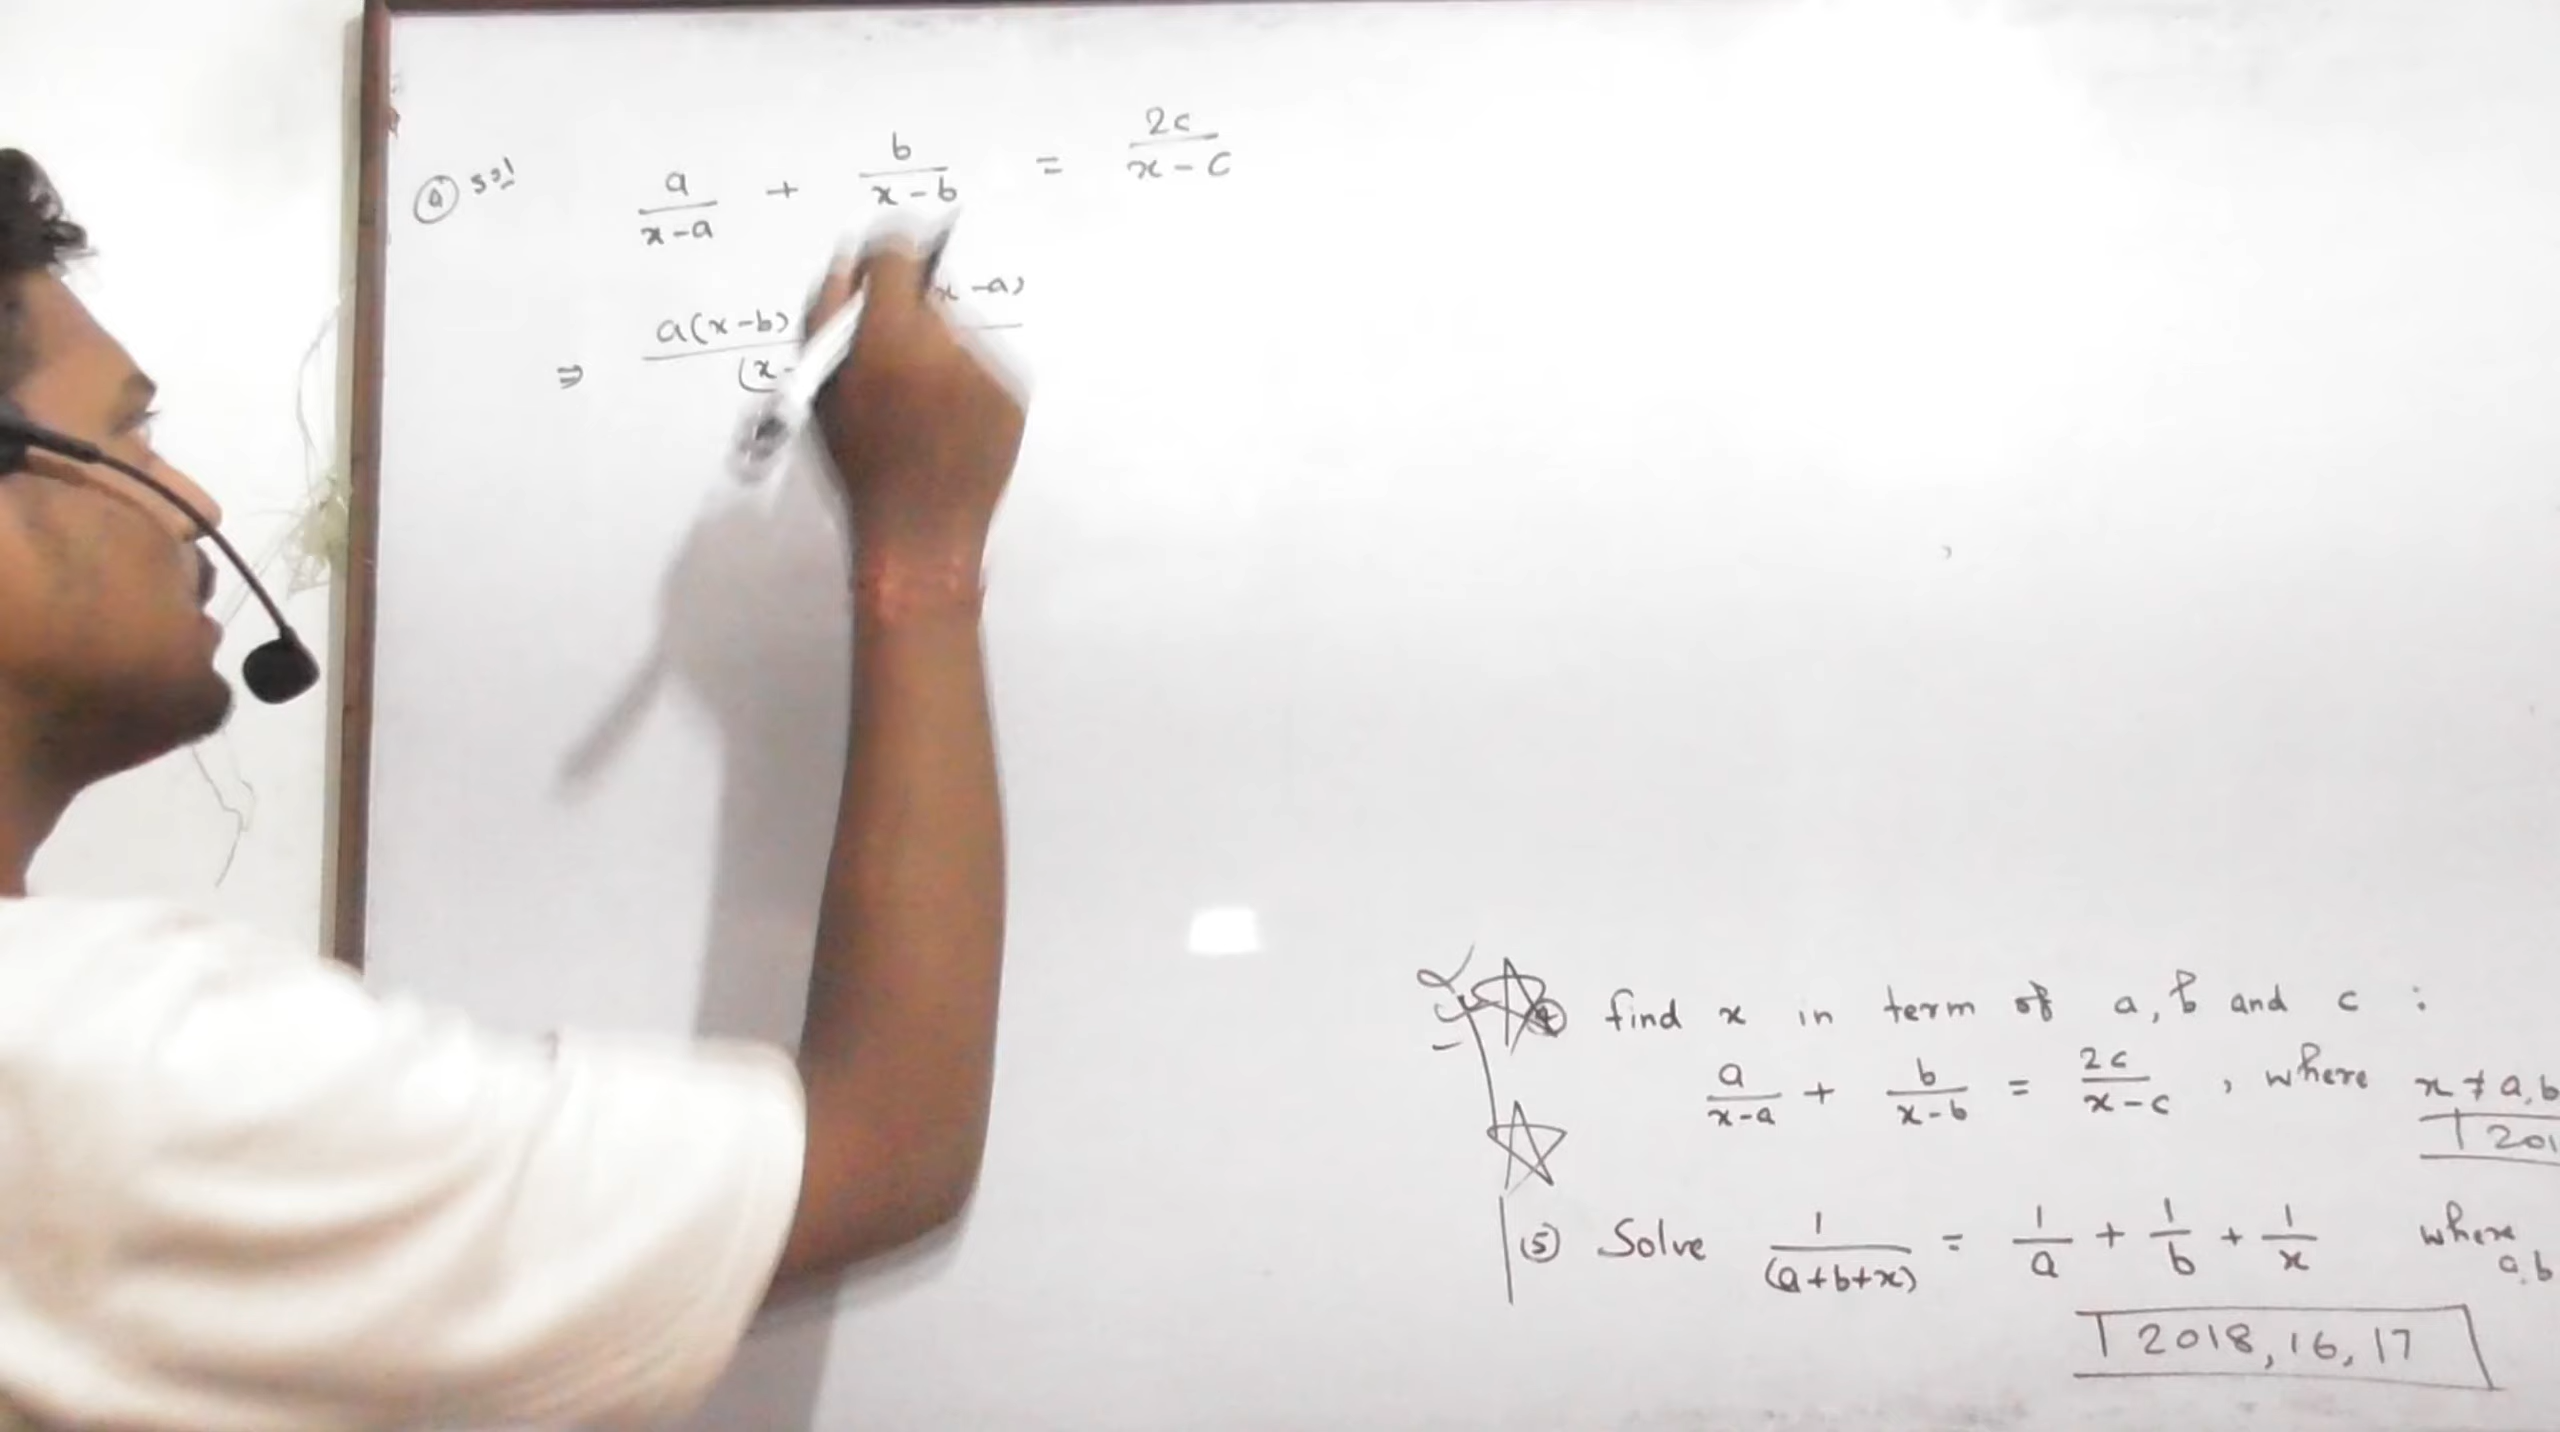 (a) sol a/(x-a) + b/(x-b) = 2c/(x-c)
⇒ a(x-b) x-a) / (x-
(4) find x in term of a, b and c :
a/(x-a) + b/(x-b) = 2c/(x-c) , where x ≠ a, b
T 201
(5) Solve 1/(a+b+x) = 1/a + 1/b + 1/x where a, b
T 2018, 16, 17